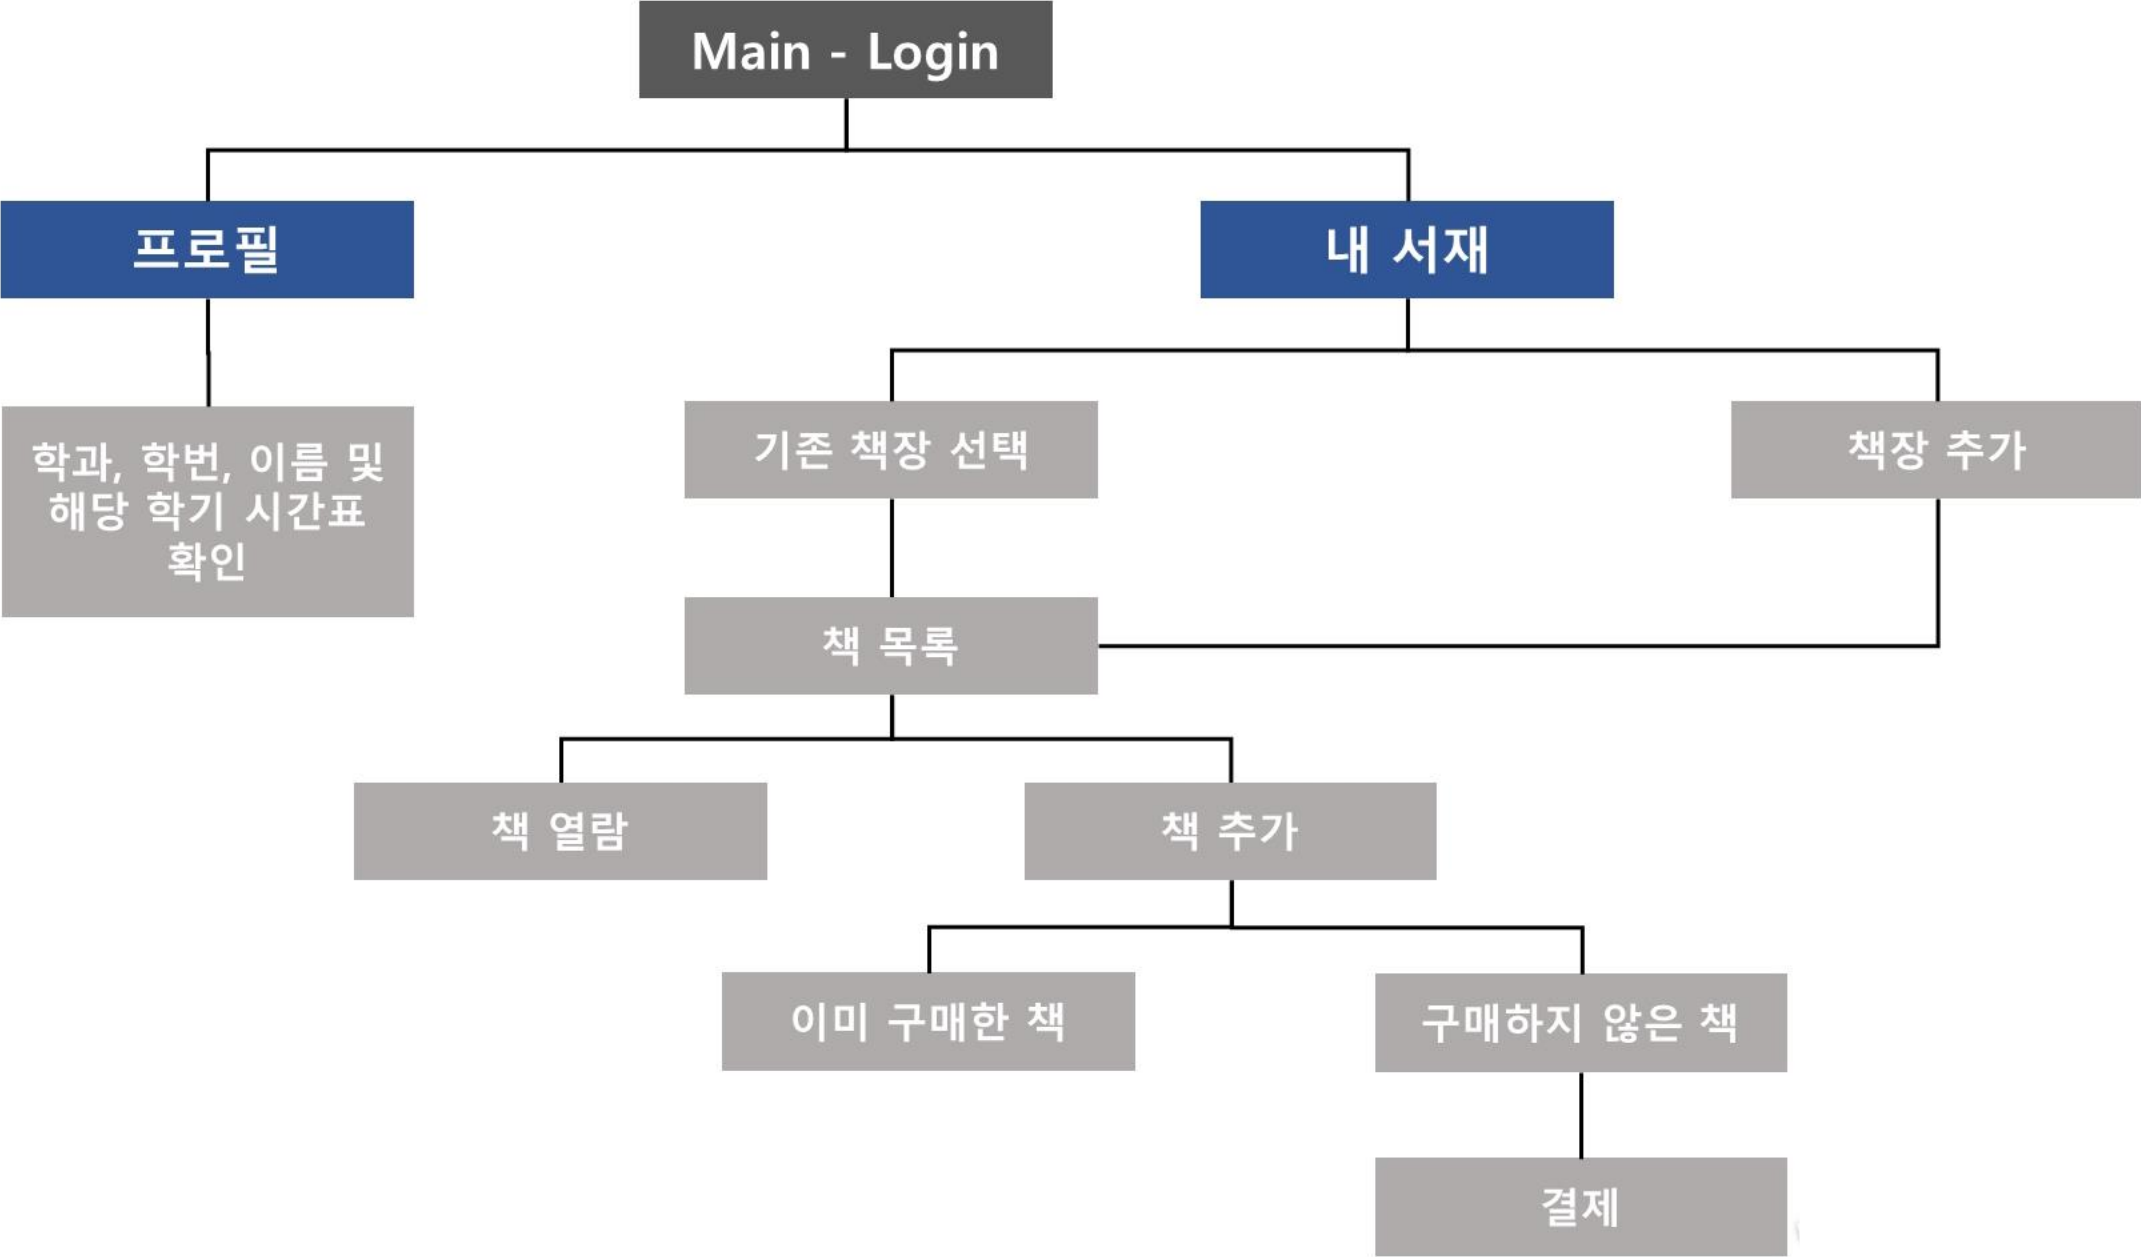 Main - Login
프로필
내 서재
학과, 학번, 이름 및
해당 학기 시간표
확인
기존 책장 선택
책장 추가
책 목록
책 열람
책 추가
이미 구매한 책
구매하지 않은 책
결제